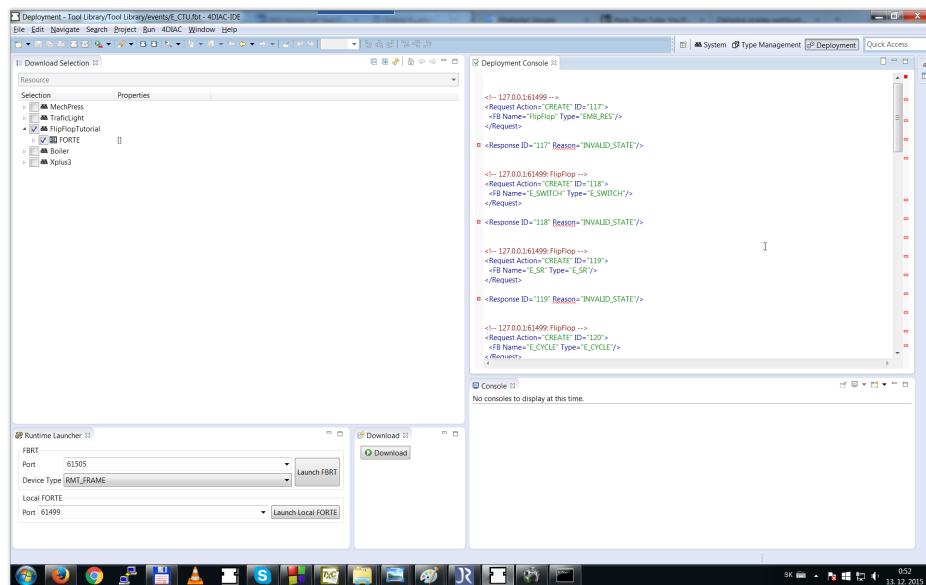 Deployment - Tool Library/Tool Library/events/E_CTU.fbt - 4DIAC-IDE
File Edit Navigate Search Project Run 4DIAC Window Help
System Type Management Deployment Quick Access
Download Selection
Resource
Selection Properties
MechPress
TraficLight
FlipFlopTutorial
FORTE []
Boiler
Xplus3
Deployment Console
<!-- 127.0.0.1:61499 -->
<Request Action="CREATE" ID="117">
<FB Name="FlipFlop" Type="EMB_RES"/>
</Request>
<Response ID="117" Reason="INVALID_STATE"/>
<!-- 127.0.0.1:61499: FlipFlop -->
<Request Action="CREATE" ID="118">
<FB Name="E_SWITCH" Type="E_SWITCH"/>
</Request>
<Response ID="118" Reason="INVALID_STATE"/>
<!-- 127.0.0.1:61499: FlipFlop -->
<Request Action="CREATE" ID="119">
<FB Name="E_SR" Type="E_SR"/>
</Request>
<Response ID="119" Reason="INVALID_STATE"/>
<!-- 127.0.0.1:61499: FlipFlop -->
<Request Action="CREATE" ID="120">
<FB Name="E_CYCLE" Type="E_CYCLE"/>
</Request>
Console
No consoles to display at this time.
Runtime Launcher
FBRT
Port 61505
Launch FBRT
Device Type RMT_FRAME
Local FORTE
Port 61499 Launch Local FORTE
Download
Download
SK
0:52
13. 12. 2015